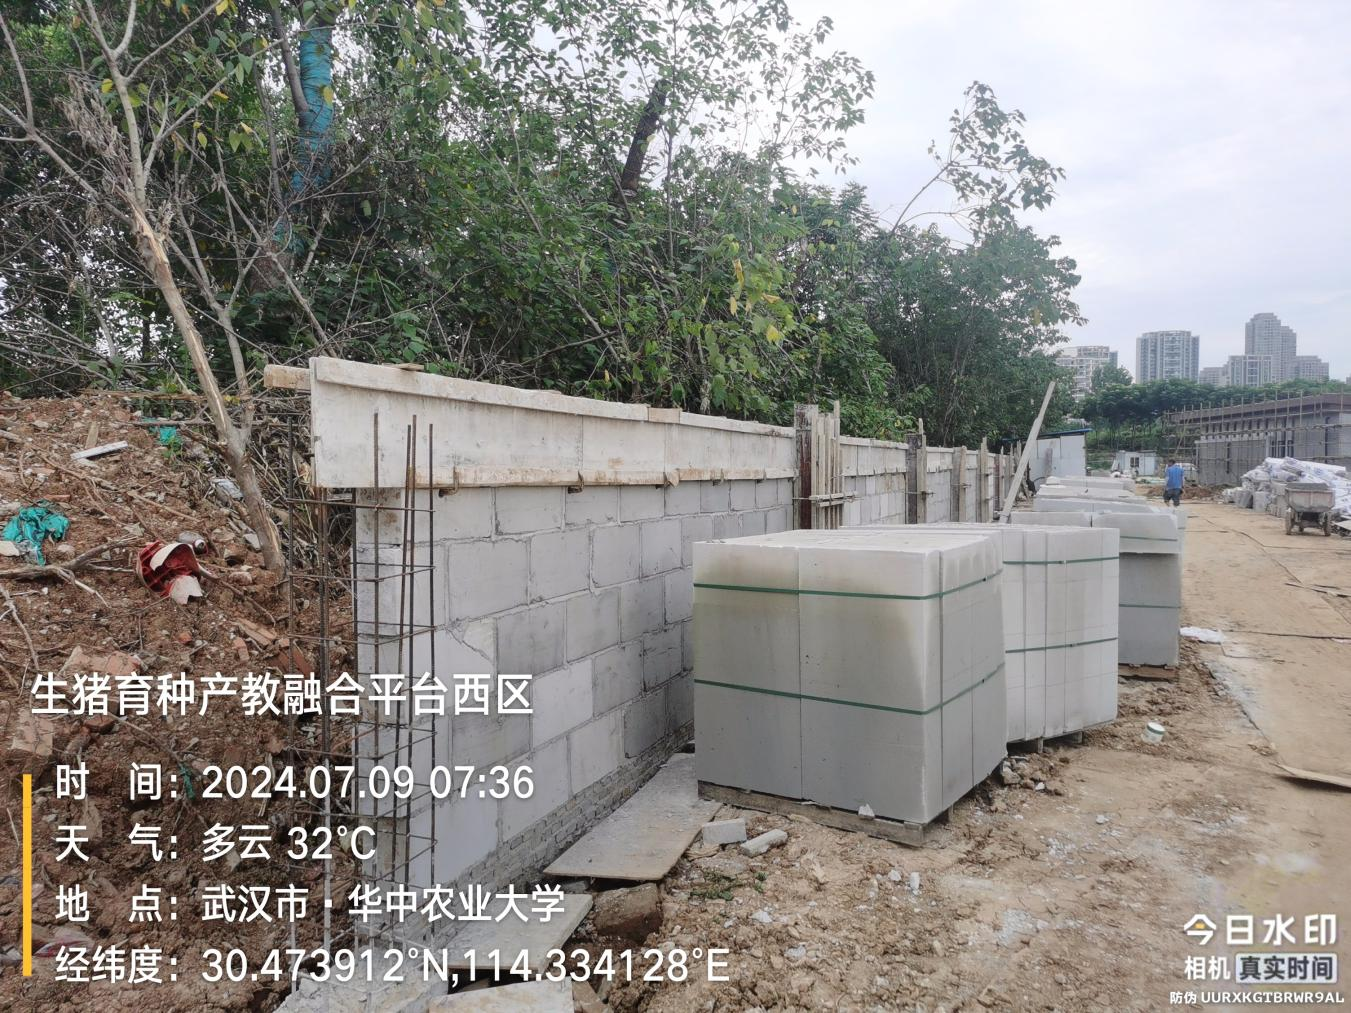 生猪育种产教融合平台西区
时 间：2024.07.09 07:36
天 气：多云 32°C
地 点：武汉市·华中农业大学
经纬度：30.473912°N,114.334128°E
今日水印
相机 真实时间
防伪 UURXKGTBRWR9AL